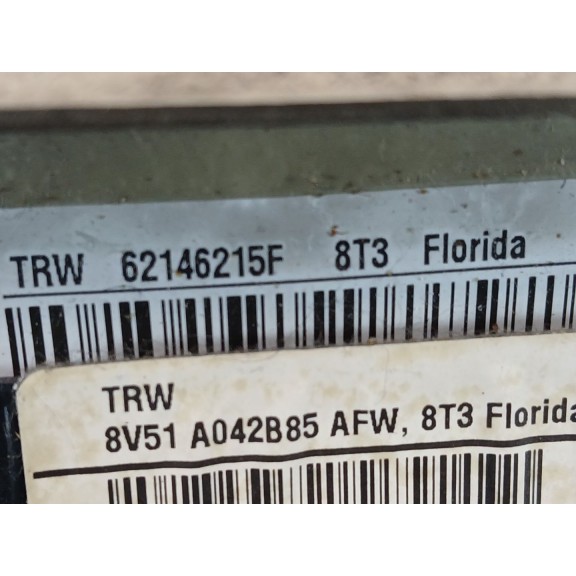 TRW 62146215F 8T3 Florida
TRW
8V51 A042B85 AFW, 8T3 Florida